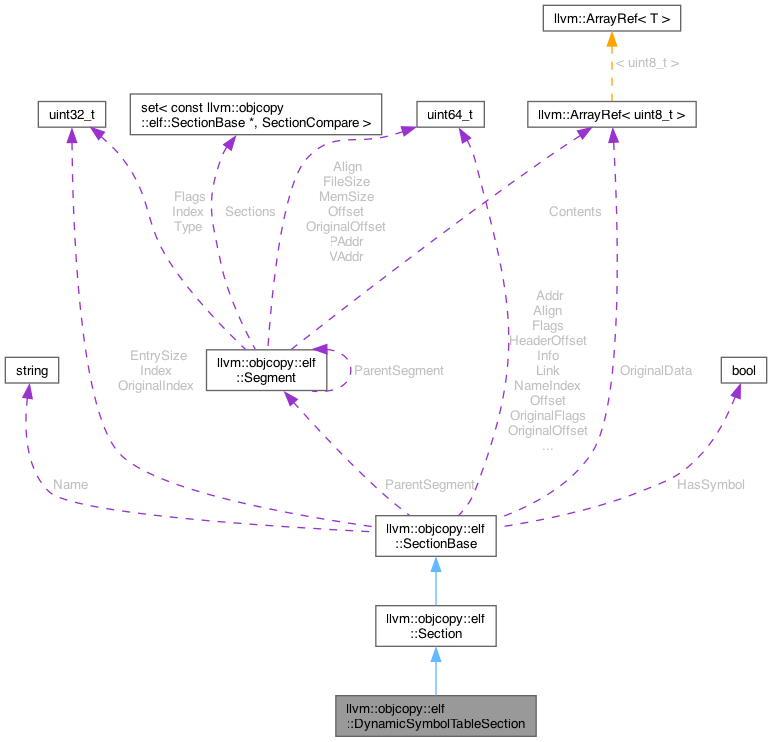 llvm::ArrayRef< T >
< uint8_t >
uint32_t
set< const llvm::objcopy
::elf::SectionBase *, SectionCompare >
uint64_t
llvm::ArrayRef< uint8_t >
Flags
Index
Type
Sections
Align
FileSize
MemSize
Offset
OriginalOffset
PAddr
VAddr
Contents
string
EntrySize
Index
OriginalIndex
llvm::objcopy::elf
::Segment
ParentSegment
Addr
Align
Flags
HeaderOffset
Info
Link
NameIndex
Offset
OriginalFlags
OriginalOffset
...
OriginalData
bool
Name
ParentSegment
HasSymbol
llvm::objcopy::elf
::SectionBase
llvm::objcopy::elf
::Section
llvm::objcopy::elf
::DynamicSymbolTableSection